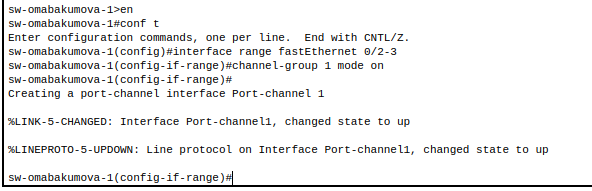 sw-omabakumova-1>en
sw-omabakumova-1#conf t
Enter configuration commands, one per line.  End with CNTL/Z.
sw-omabakumova-1(config)#interface range fastEthernet 0/2-3
sw-omabakumova-1(config-if-range)#channel-group 1 mode on
sw-omabakumova-1(config-if-range)#
Creating a port-channel interface Port-channel 1
%LINK-5-CHANGED: Interface Port-channel1, changed state to up
%LINEPROTO-5-UPDOWN: Line protocol on Interface Port-channel1, changed state to up
sw-omabakumova-1(config-if-range)#